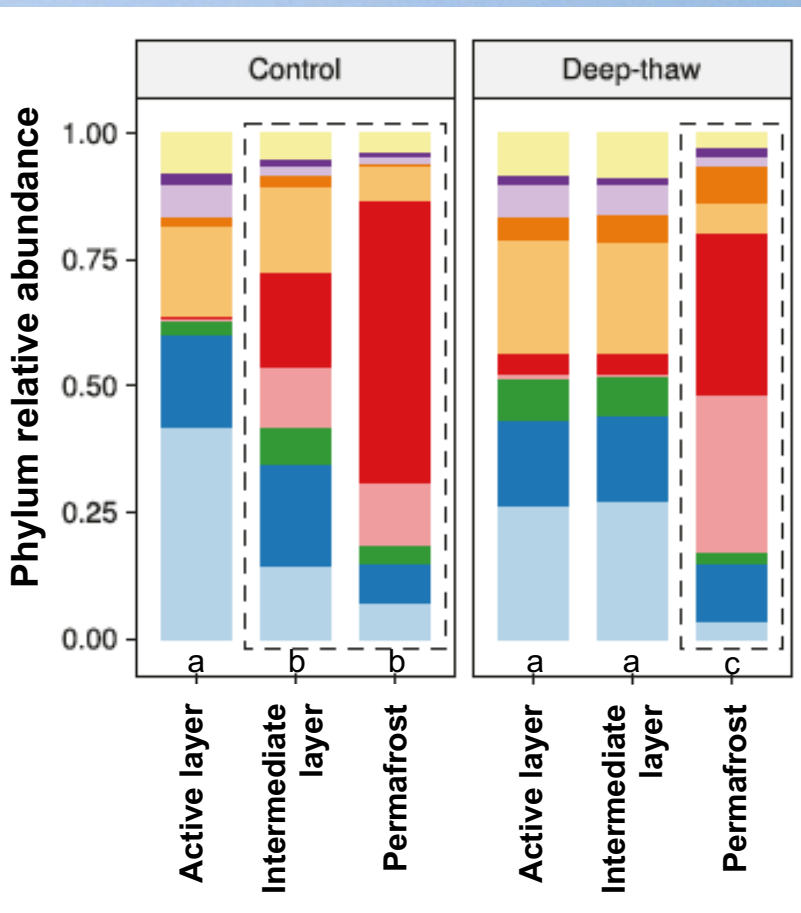 Control
Deep-thaw
Phylum relative abundance
1.00
0.75
0.50
0.25
0.00
a
b
b
a
a
c
Active layer
Intermediate
layer
Permafrost
Active layer
Intermediate
layer
Permafrost